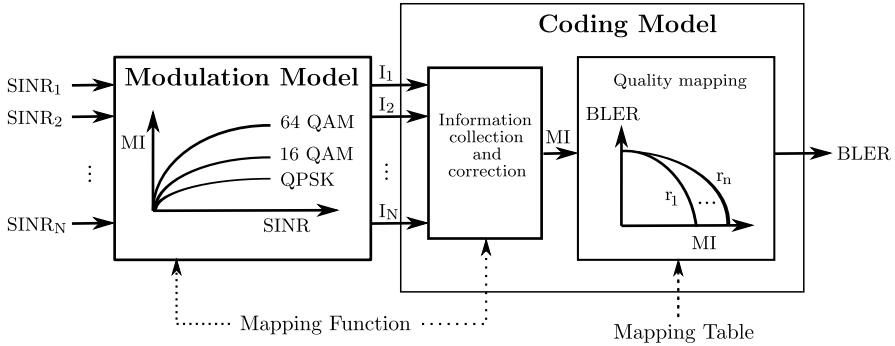 Coding Model
Modulation Model
SINR1
SINR2
⋮
SINRN
MI
64 QAM
16 QAM
QPSK
SINR
I1
I2
⋮
IN
Information
collection
and
correction
MI
Quality mapping
BLER
r1
...
rn
MI
BLER
Mapping Function
Mapping Table